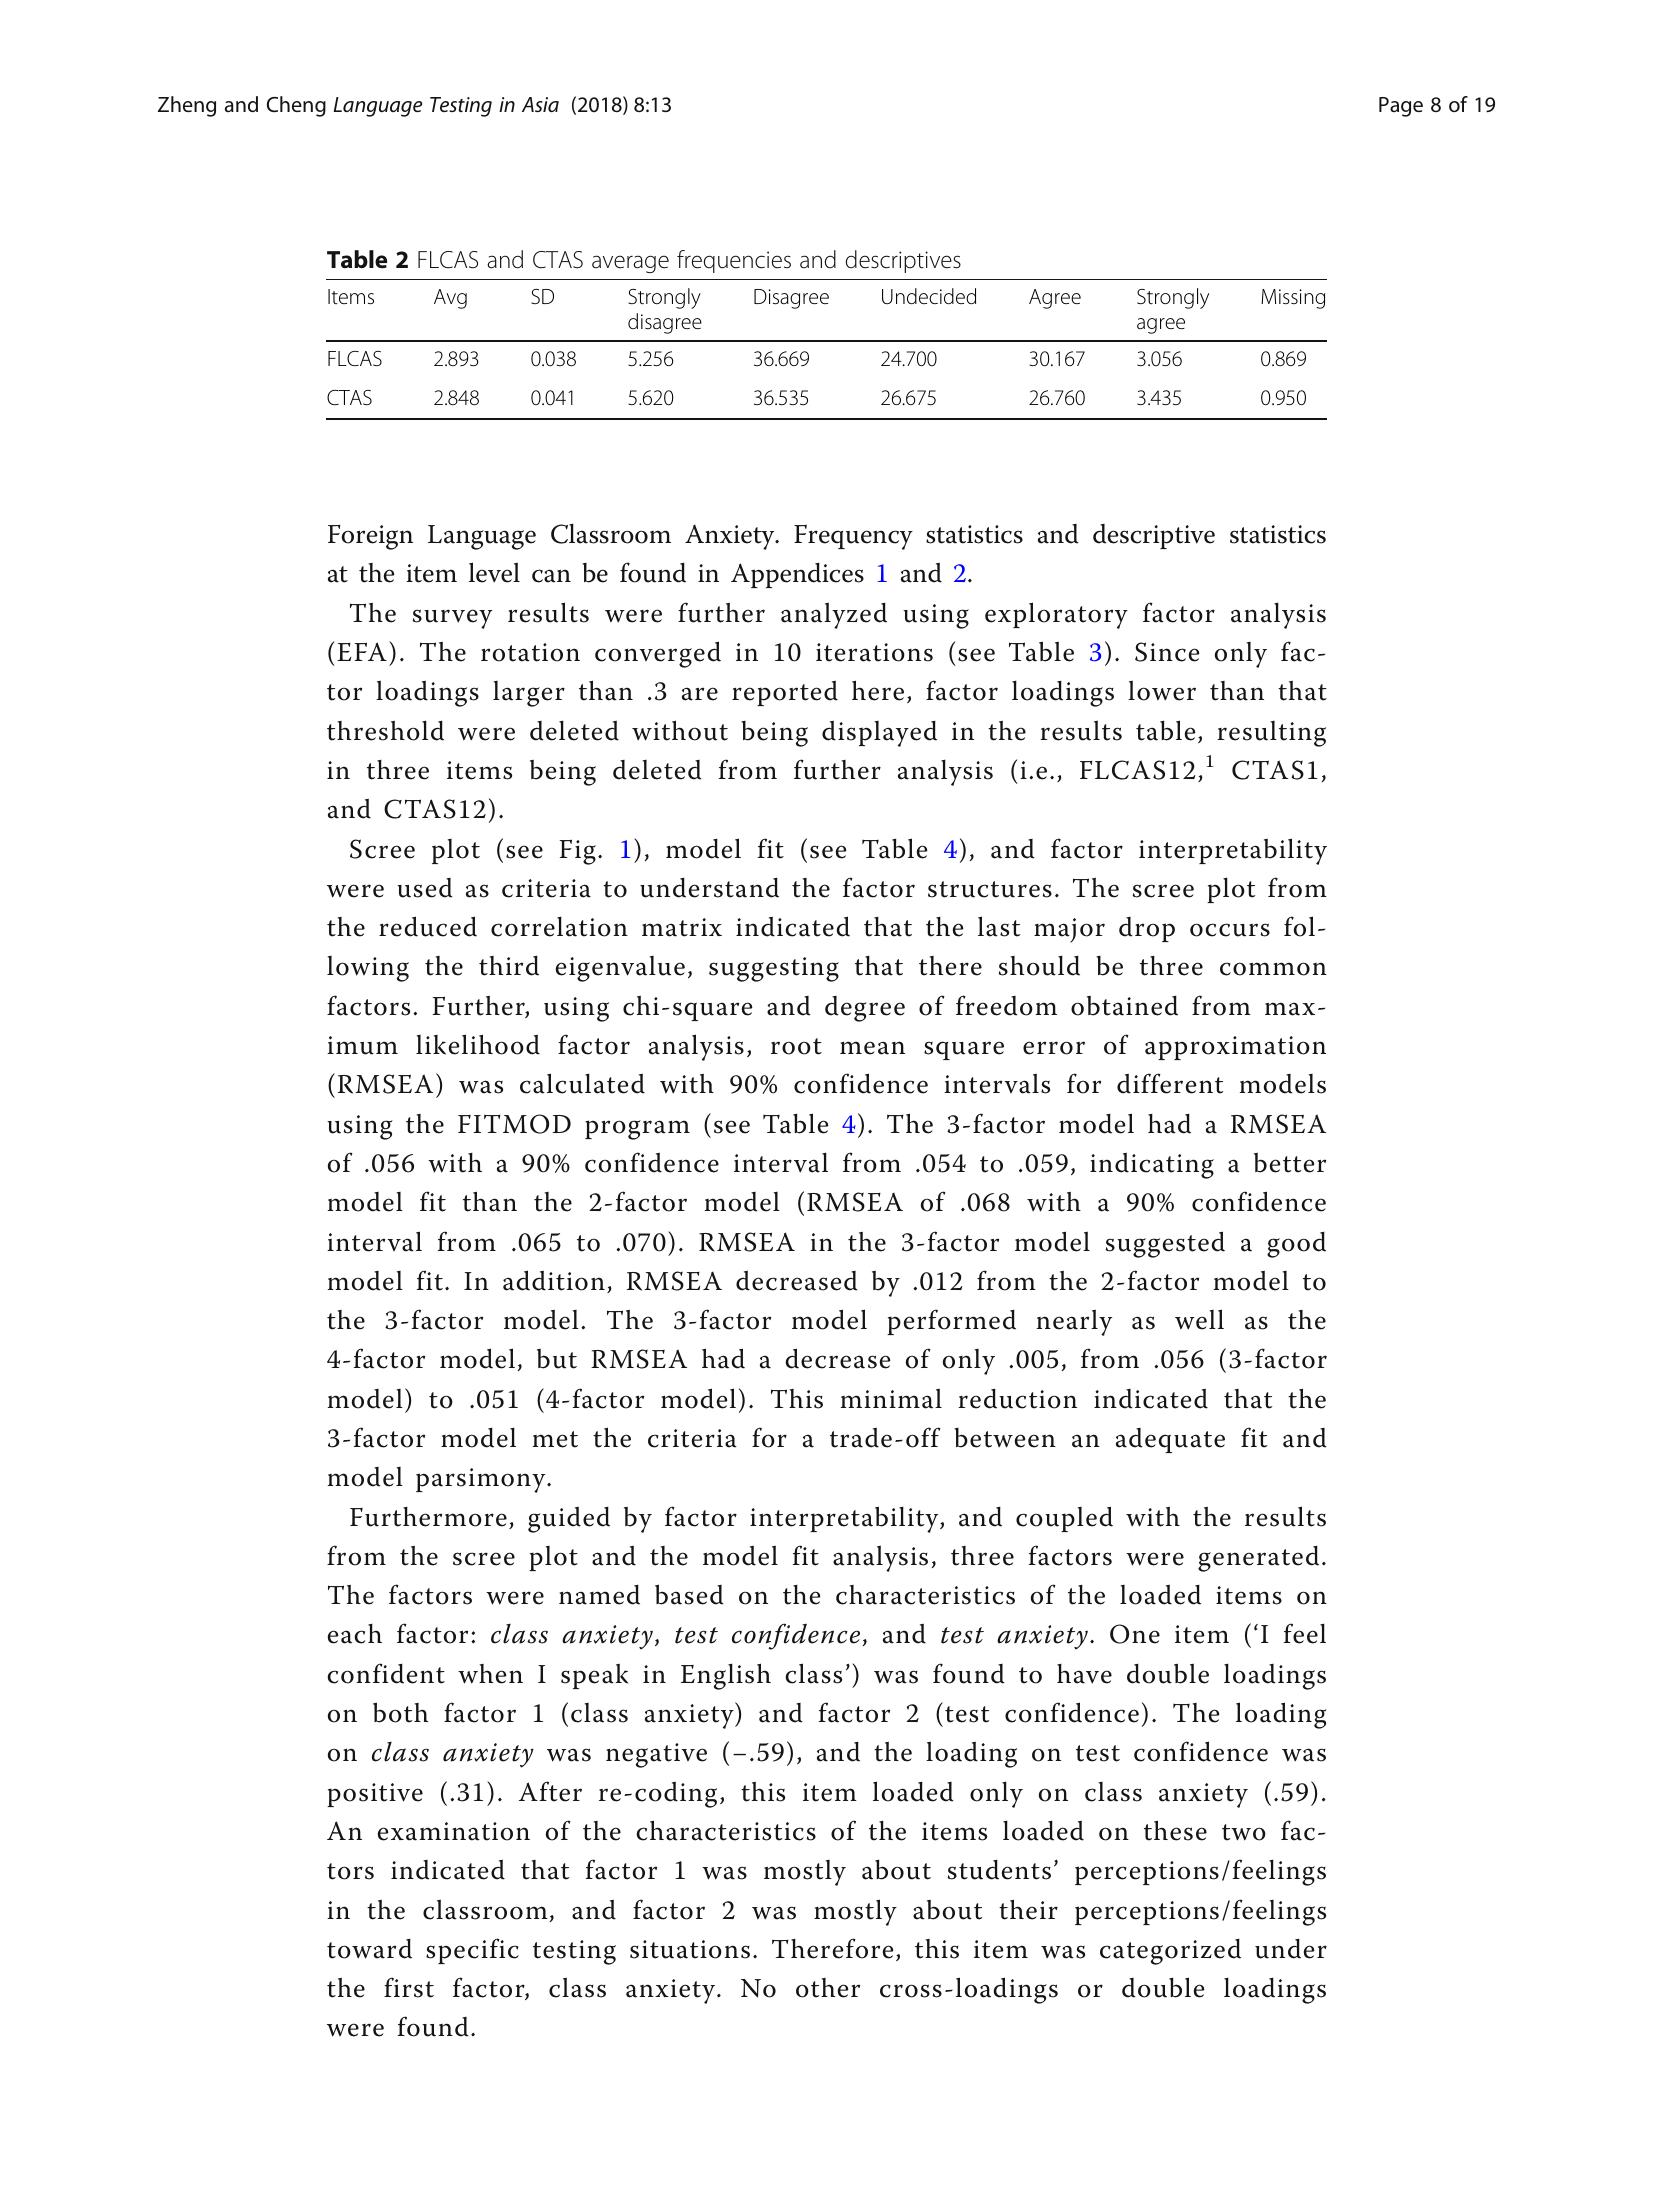 Zheng and Cheng Language Testing in Asia (2018) 8:13
Page 8 of 19
Table 2 FLCAS and CTAS average frequencies and descriptives
Items Avg SD Strongly disagree Disagree Undecided Agree Strongly agree Missing
FLCAS 2.893 0.038 5.256 36.669 24.700 30.167 3.056 0.869
CTAS 2.848 0.041 5.620 36.535 26.675 26.760 3.435 0.950
Foreign Language Classroom Anxiety. Frequency statistics and descriptive statistics
at the item level can be found in Appendices 1 and 2.
The survey results were further analyzed using exploratory factor analysis
(EFA). The rotation converged in 10 iterations (see Table 3). Since only fac-
tor loadings larger than .3 are reported here, factor loadings lower than that
threshold were deleted without being displayed in the results table, resulting
in three items being deleted from further analysis (i.e., FLCAS12,1 CTAS1,
and CTAS12).
Scree plot (see Fig. 1), model fit (see Table 4), and factor interpretability
were used as criteria to understand the factor structures. The scree plot from
the reduced correlation matrix indicated that the last major drop occurs fol-
lowing the third eigenvalue, suggesting that there should be three common
factors. Further, using chi-square and degree of freedom obtained from max-
imum likelihood factor analysis, root mean square error of approximation
(RMSEA) was calculated with 90% confidence intervals for different models
using the FITMOD program (see Table 4). The 3-factor model had a RMSEA
of .056 with a 90% confidence interval from .054 to .059, indicating a better
model fit than the 2-factor model (RMSEA of .068 with a 90% confidence
interval from .065 to .070). RMSEA in the 3-factor model suggested a good
model fit. In addition, RMSEA decreased by .012 from the 2-factor model to
the 3-factor model. The 3-factor model performed nearly as well as the
4-factor model, but RMSEA had a decrease of only .005, from .056 (3-factor
model) to .051 (4-factor model). This minimal reduction indicated that the
3-factor model met the criteria for a trade-off between an adequate fit and
model parsimony.
Furthermore, guided by factor interpretability, and coupled with the results
from the scree plot and the model fit analysis, three factors were generated.
The factors were named based on the characteristics of the loaded items on
each factor: class anxiety, test confidence, and test anxiety. One item (‘I feel
confident when I speak in English class’) was found to have double loadings
on both factor 1 (class anxiety) and factor 2 (test confidence). The loading
on class anxiety was negative (–.59), and the loading on test confidence was
positive (.31). After re-coding, this item loaded only on class anxiety (.59).
An examination of the characteristics of the items loaded on these two fac-
tors indicated that factor 1 was mostly about students’ perceptions/feelings
in the classroom, and factor 2 was mostly about their perceptions/feelings
toward specific testing situations. Therefore, this item was categorized under
the first factor, class anxiety. No other cross-loadings or double loadings
were found.